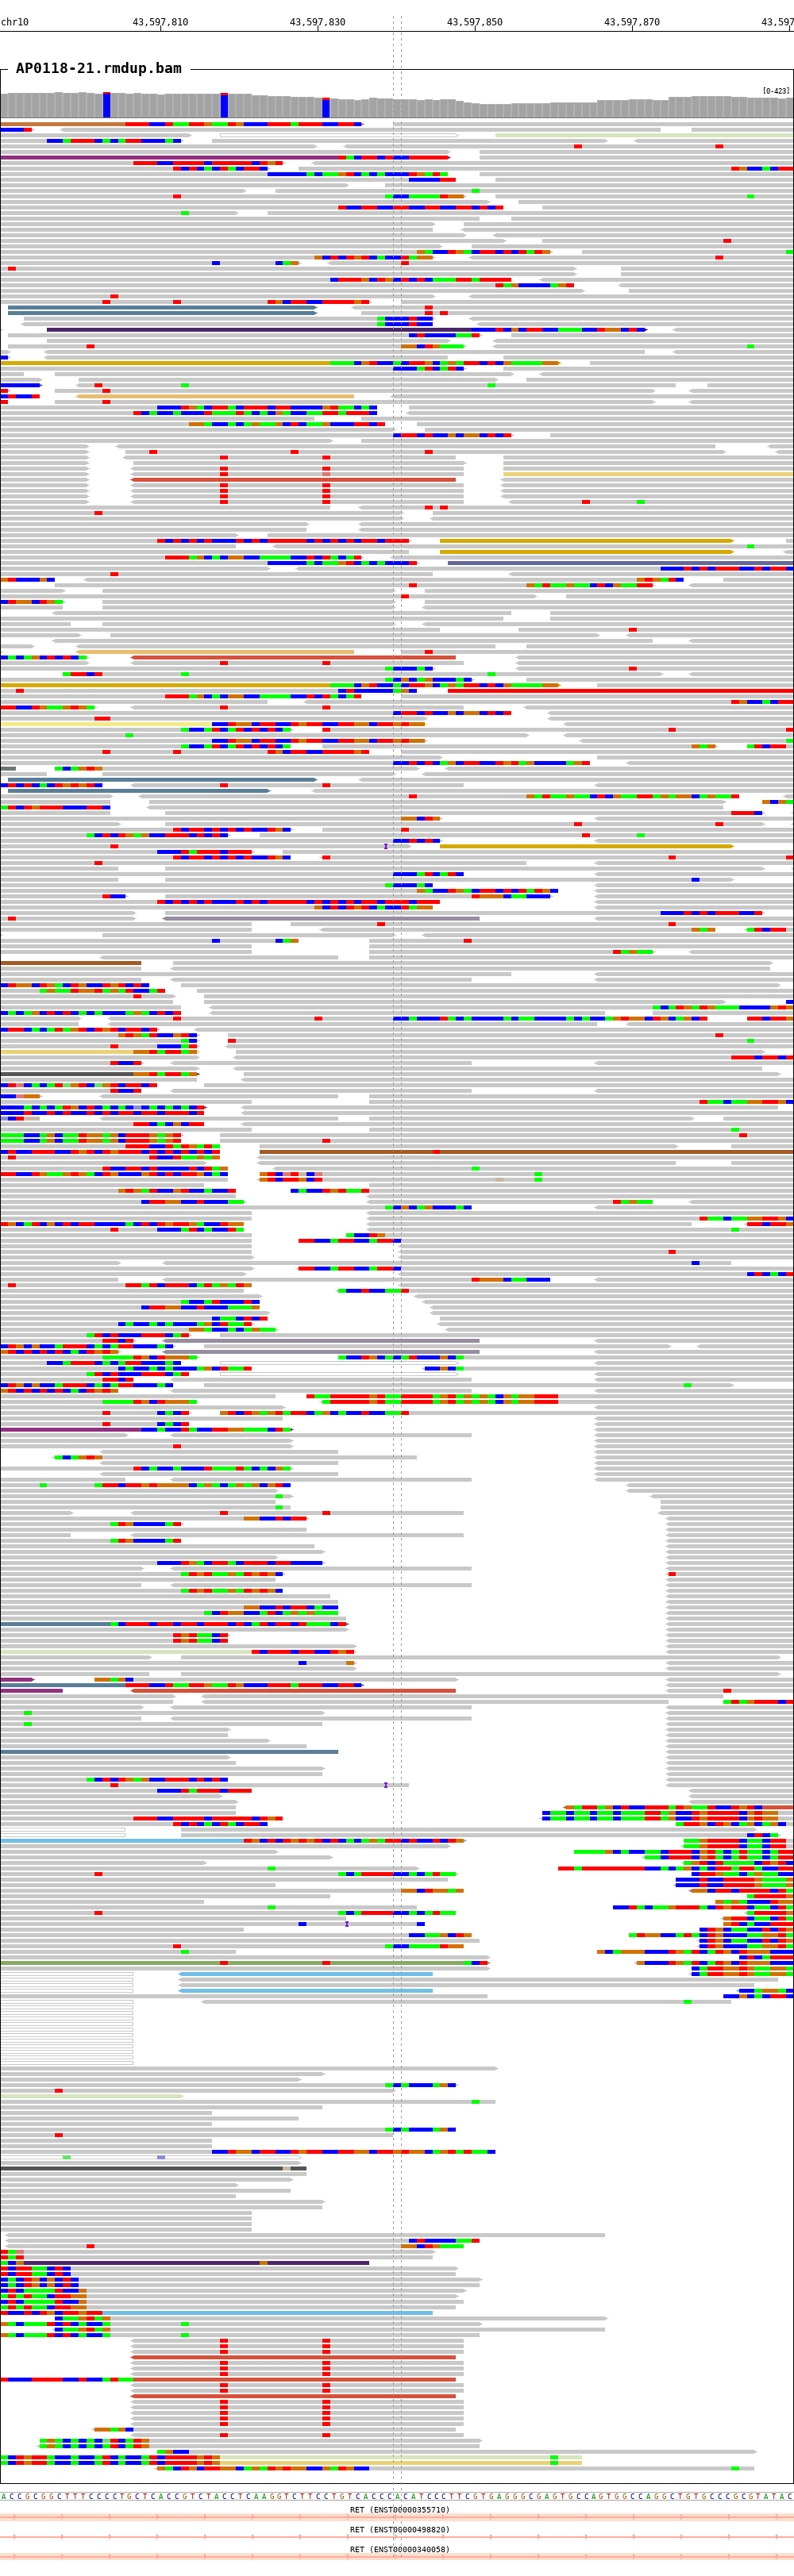 chr10 43,597,810 43,597,830 43,597,850 43,597,870 43,597
AP0118-21.rmdup.bam
[0-423]
ACCGCGGCTTTCCCCTGCTCACCGTCTACCTCAAGGTCTTCCTGTCACCCACATCCCTTCGTGAGGGCGAGTGCCAGTGGCCAGGCTGTGCCCGCGTATAC
RET (ENST00000355710)
RET (ENST00000498820)
RET (ENST00000340058)